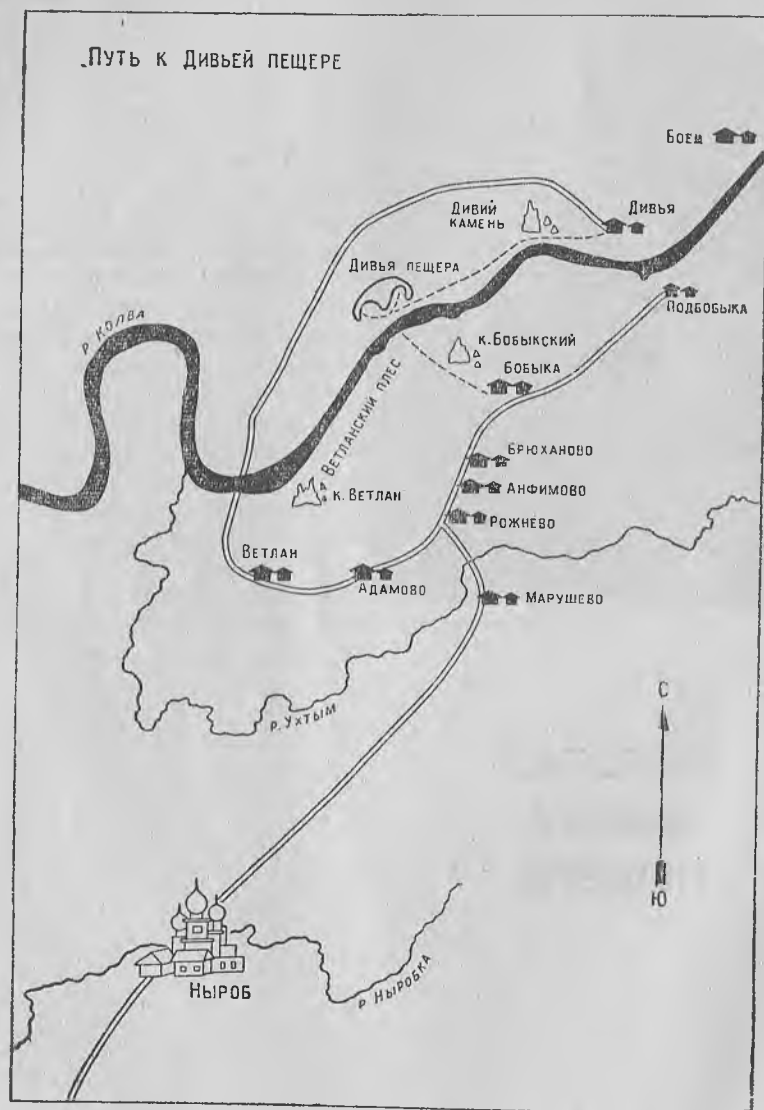 Путь к Дивьей пещере
Боец
Дивий
камень
Дивья
Дивья пещера
Подбобыка
р. Колва
к. Бобыкский
Бобыка
Ветланский плес
Брюханово
к. Ветлан
Анфимово
Рожнево
Ветлан
Адамово
Марушево
С
р. Ухтым
Ю
Ныроб
р Ныробка